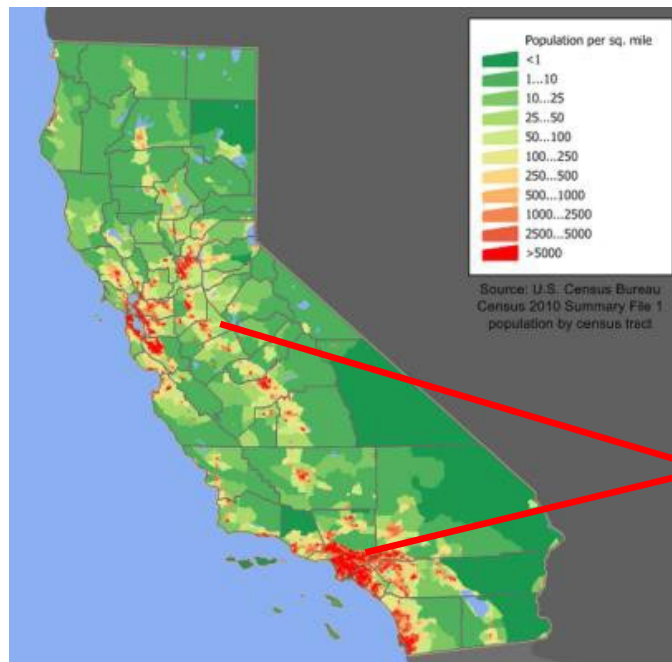 Population per sq. mile
<1
1...10
10...25
25...50
50...100
100...250
250...500
500...1000
1000...2500
2500...5000
>5000
Source: U.S. Census Bureau
Census 2010 Summary File 1
population by census tract